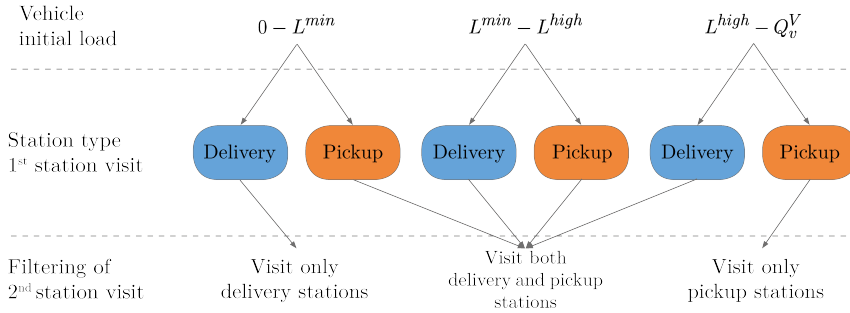 Vehicle
initial load
0 − L^min
L^min − L^high
L^high − Q_v^V
Station type
1st station visit
Delivery
Pickup
Delivery
Pickup
Delivery
Pickup
Filtering of
2nd station visit
Visit only
delivery stations
Visit both
delivery and pickup
stations
Visit only
pickup stations